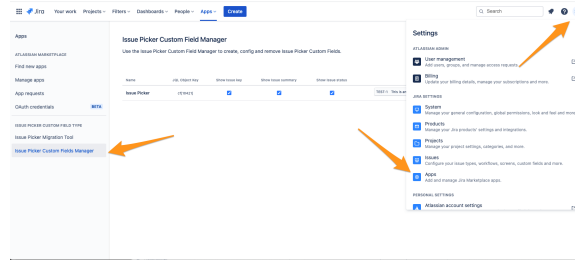 Jira Your work Projects Filters Dashboards People Apps Create Search
Apps
ATLASSIAN MARKETPLACE
Find new apps
Manage apps
App requests
OAuth credentials BETA
ISSUE PICKER CUSTOM FIELD TYPE
Issue Picker Migration Tool
Issue Picker Custom Fields Manager
Issue Picker Custom Field Manager
Use the Issue Picker Custom Field Manager to create, config and remove Issue Picker Custom Fields.
Name Jira Object Key Show issue key Show issue summary Show issue status
Issue Picker
Settings
ATLASSIAN ADMIN
User management
Add users, groups, and manage access requests.
Billing
Update your billing details, manage your subscriptions and more.
JIRA SETTINGS
System
Manage your general configuration, global permissions, look and feel and more.
Products
Manage your Jira products' settings and integrations.
Projects
Manage your project settings, categories, and more.
Issues
Configure your issue types, workflows, screens, custom fields and more.
Apps
Add and manage Jira Marketplace apps.
PERSONAL SETTINGS
Atlassian account settings